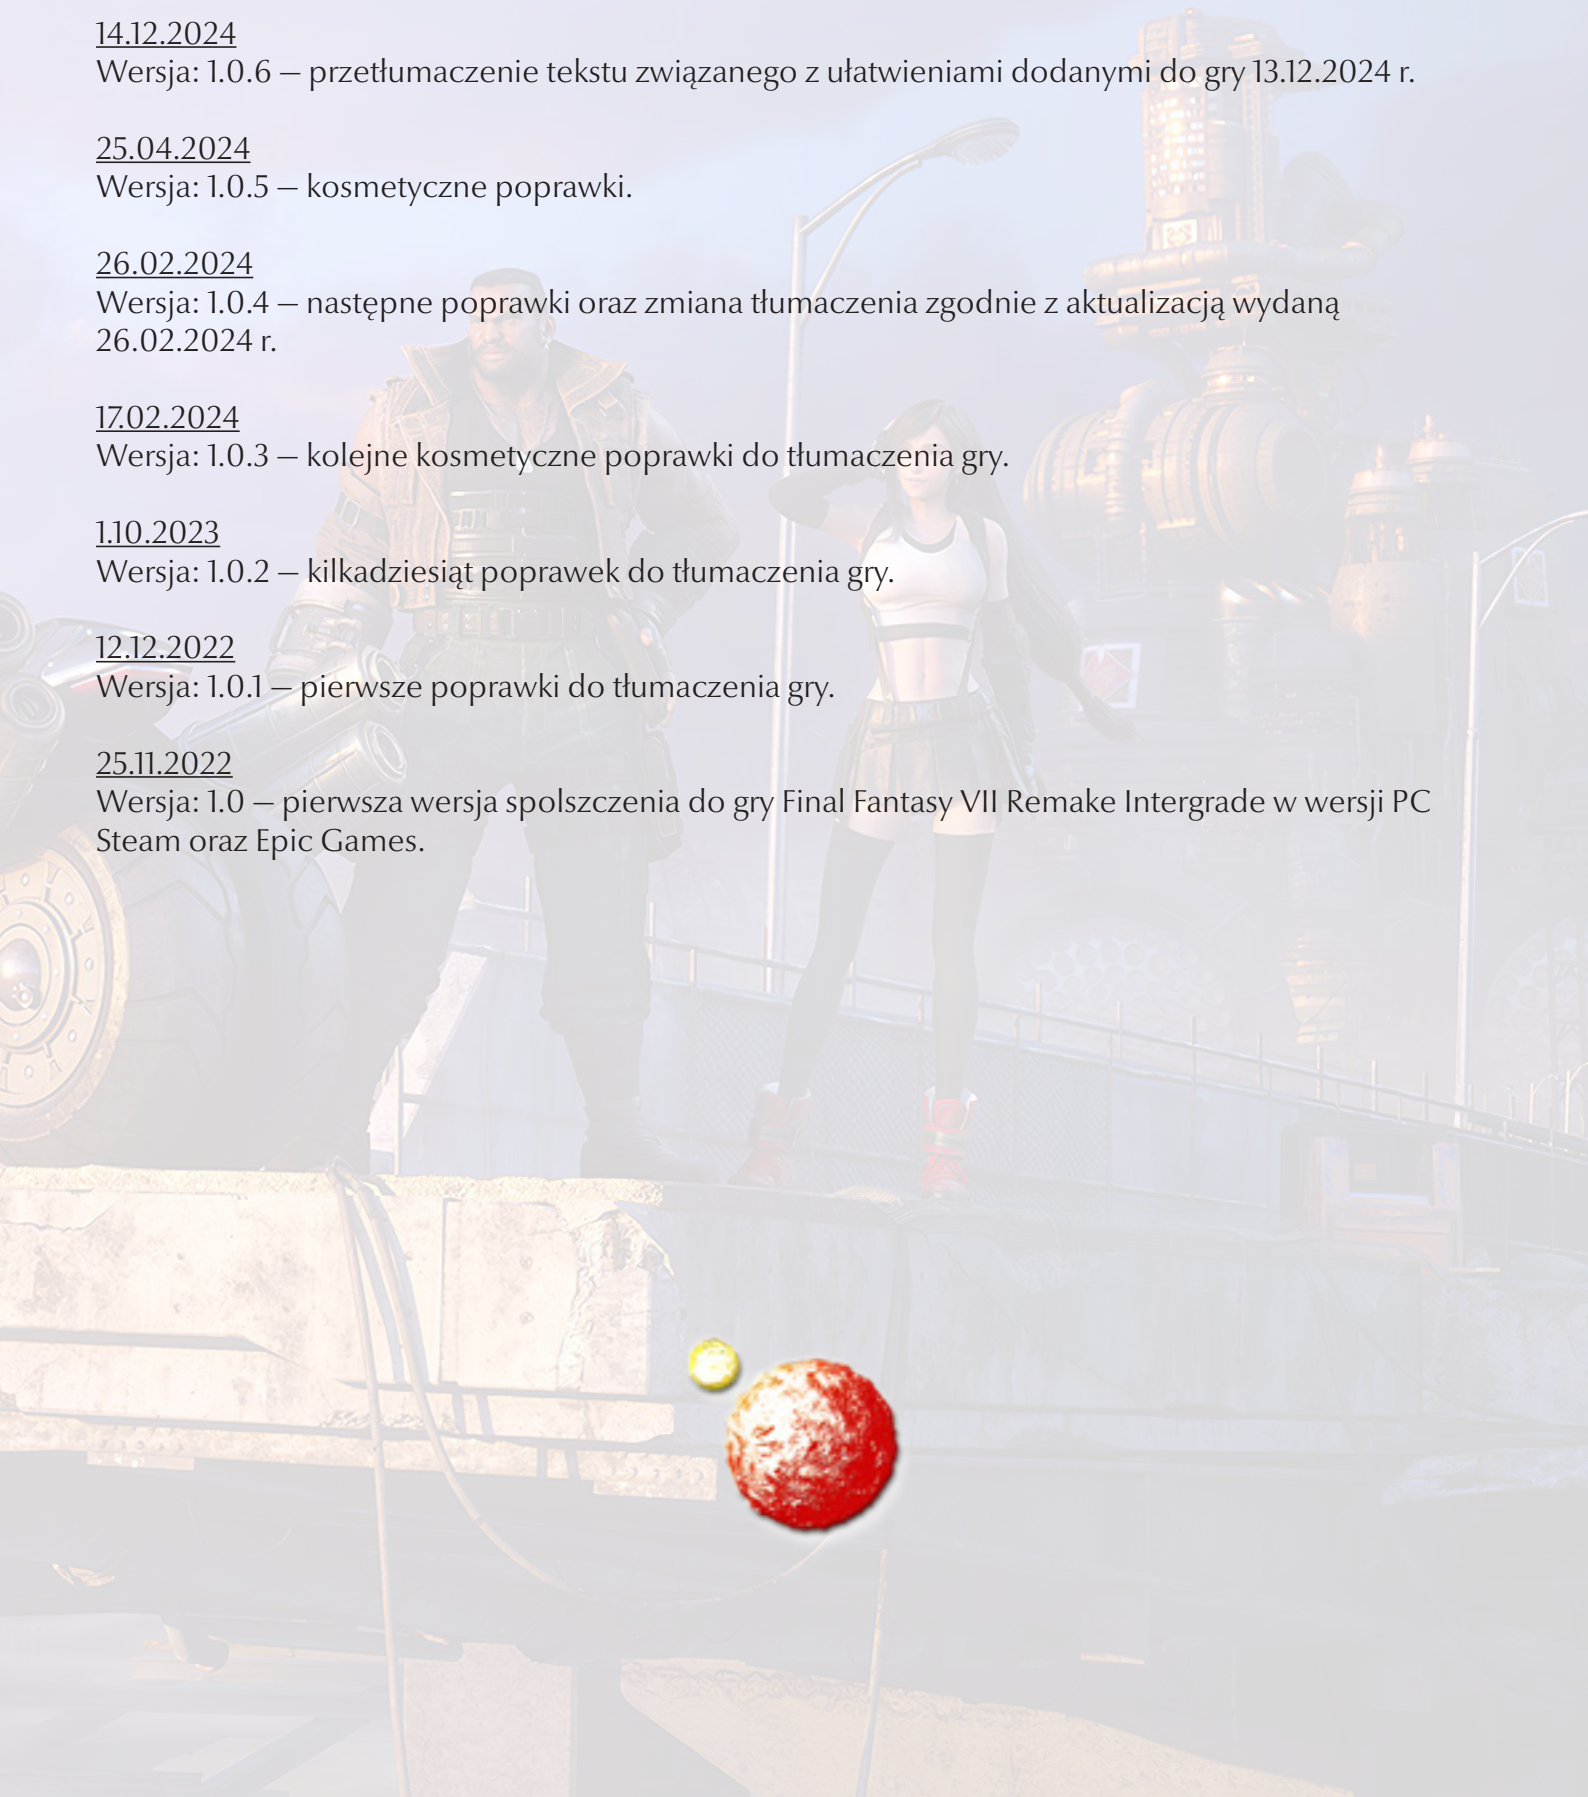 14.12.2024
Wersja: 1.0.6 – przetłumaczenie tekstu związanego z ułatwieniami dodanymi do gry 13.12.2024 r.
25.04.2024
Wersja: 1.0.5 – kosmetyczne poprawki.
26.02.2024
Wersja: 1.0.4 – następne poprawki oraz zmiana tłumaczenia zgodnie z aktualizacją wydaną
26.02.2024 r.
17.02.2024
Wersja: 1.0.3 – kolejne kosmetyczne poprawki do tłumaczenia gry.
1.10.2023
Wersja: 1.0.2 – kilkadziesiąt poprawek do tłumaczenia gry.
12.12.2022
Wersja: 1.0.1 – pierwsze poprawki do tłumaczenia gry.
25.11.2022
Wersja: 1.0 – pierwsza wersja spolszczenia do gry Final Fantasy VII Remake Intergrade w wersji PC
Steam oraz Epic Games.